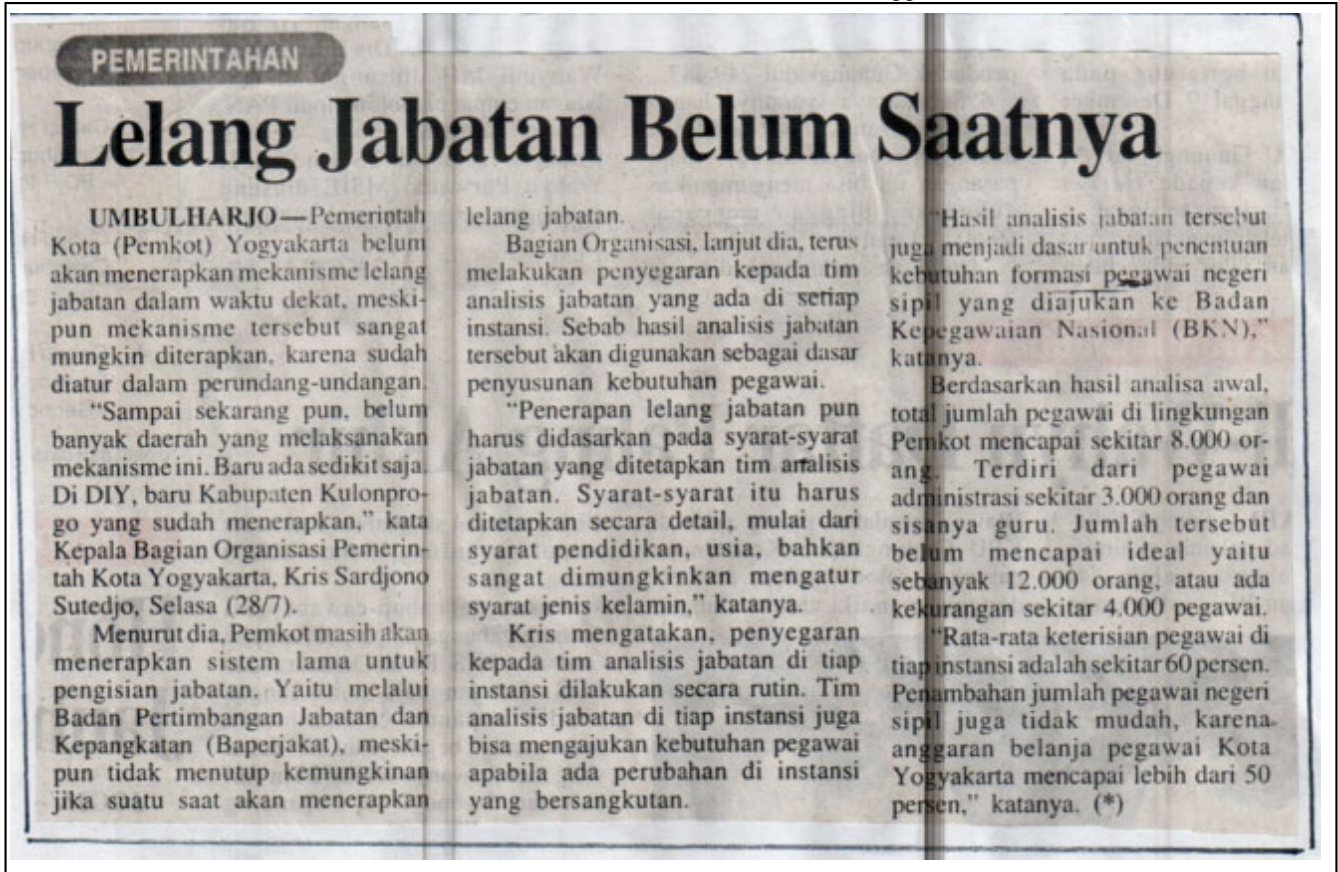 PEMERINTAHAN
Lelang Jabatan Belum Saatnya
UMBULHARJO—Pemerintah
Kota (Pemkot) Yogyakarta belum
akan menerapkan mekanisme lelang
jabatan dalam waktu dekat, meski-
pun mekanisme tersebut sangat
mungkin diterapkan, karena sudah
diatur dalam perundang-undangan.
“Sampai sekarang pun, belum
banyak daerah yang melaksanakan
mekanisme ini. Baru ada sedikit saja.
Di DIY, baru Kabupaten Kulonpro-
go yang sudah menerapkan,” kata
Kepala Bagian Organisasi Pemerin-
tah Kota Yogyakarta, Kris Sardjono
Sutedjo, Selasa (28/7).
Menurut dia, Pemkot masih akan
menerapkan sistem lama untuk
pengisian jabatan. Yaitu melalui
Badan Pertimbangan Jabatan dan
Kepangkatan (Baperjakat), meski-
pun tidak menutup kemungkinan
jika suatu saat akan menerapkan
lelang jabatan.
Bagian Organisasi, lanjut dia, terus
melakukan penyegaran kepada tim
analisis jabatan yang ada di setiap
instansi. Sebab hasil analisis jabatan
tersebut akan digunakan sebagai dasar
penyusunan kebutuhan pegawai.
“Penerapan lelang jabatan pun
harus didasarkan pada syarat-syarat
jabatan yang ditetapkan tim analisis
jabatan. Syarat-syarat itu harus
ditetapkan secara detail, mulai dari
syarat pendidikan, usia, bahkan
sangat dimungkinkan mengatur
syarat jenis kelamin,” katanya.
Kris mengatakan, penyegaran
kepada tim analisis jabatan di tiap
instansi dilakukan secara rutin. Tim
analisis jabatan di tiap instansi juga
bisa mengajukan kebutuhan pegawai
apabila ada perubahan di instansi
yang bersangkutan.
“Hasil analisis jabatan tersebut
juga menjadi dasar untuk penentuan
kebutuhan formasi pegawai negeri
sipil yang diajukan ke Badan
Kepegawaian Nasional (BKN),”
katanya.
Berdasarkan hasil analisa awal,
total jumlah pegawai di lingkungan
Pemkot mencapai sekitar 8.000 or-
ang. Terdiri dari pegawai
administrasi sekitar 3.000 orang dan
sisanya guru. Jumlah tersebut
belum mencapai ideal yaitu
sebanyak 12.000 orang, atau ada
kekurangan sekitar 4.000 pegawai.
“Rata-rata keterisian pegawai di
tiap instansi adalah sekitar 60 persen.
Penambahan jumlah pegawai negeri
sipil juga tidak mudah, karena
anggaran belanja pegawai Kota
Yogyakarta mencapai lebih dari 50
persen,” katanya. (*)